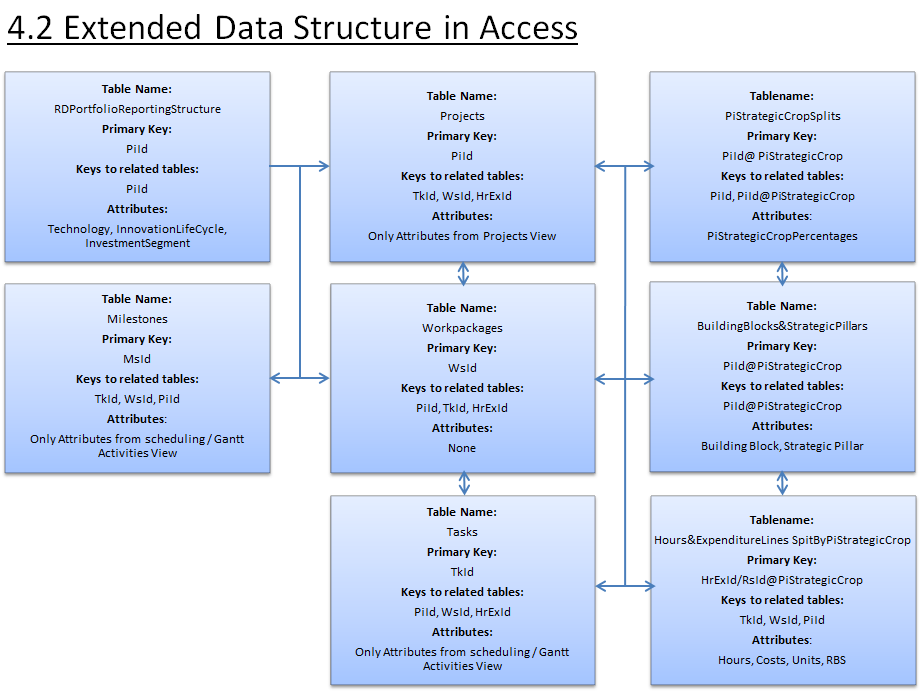 4.2 Extended Data Structure in Access
Table Name:
RDPortfolioReportingStructure
Primary Key:
PiId
Keys to related tables:
PiId
Attributes:
Technology, InnovationLifeCycle,
InvestmentSegment
Table Name:
Projects
Primary Key:
PiId
Keys to related tables:
TkId, WsId, HrExId
Attributes:
Only Attributes from Projects View
Tablename:
PiStrategicCropSplits
Primary Key:
PiId@ PiStrategicCrop
Keys to related tables:
PiId, PiId@PiStrategicCrop
Attributes:
PiStrategicCropPercentages
Table Name:
Milestones
Primary Key:
MsId
Keys to related tables:
TkId, WsId, PiId
Attributes:
Only Attributes from scheduling / Gantt
Activities View
Table Name:
Workpackages
Primary Key:
WsId
Keys to related tables:
PiId, TkId, HrExId
Attributes:
None
Table Name:
BuildingBlocks&StrategicPillars
Primary Key:
PiId@PiStrategicCrop
Keys to related tables:
PiId@PiStrategicCrop
Attributes:
Building Block, Strategic Pillar
Table Name:
Tasks
Primary Key:
TkId
Keys to related tables:
PiId, WsId, HrExId
Attributes:
Only Attributes from scheduling / Gantt
Activities View
Tablename:
Hours&ExpenditureLines SpitByPiStrategicCrop
Primary Key:
HrExId/RsId@PiStrategicCrop
Keys to related tables:
TkId, WsId, PiId
Attributes:
Hours, Costs, Units, RBS